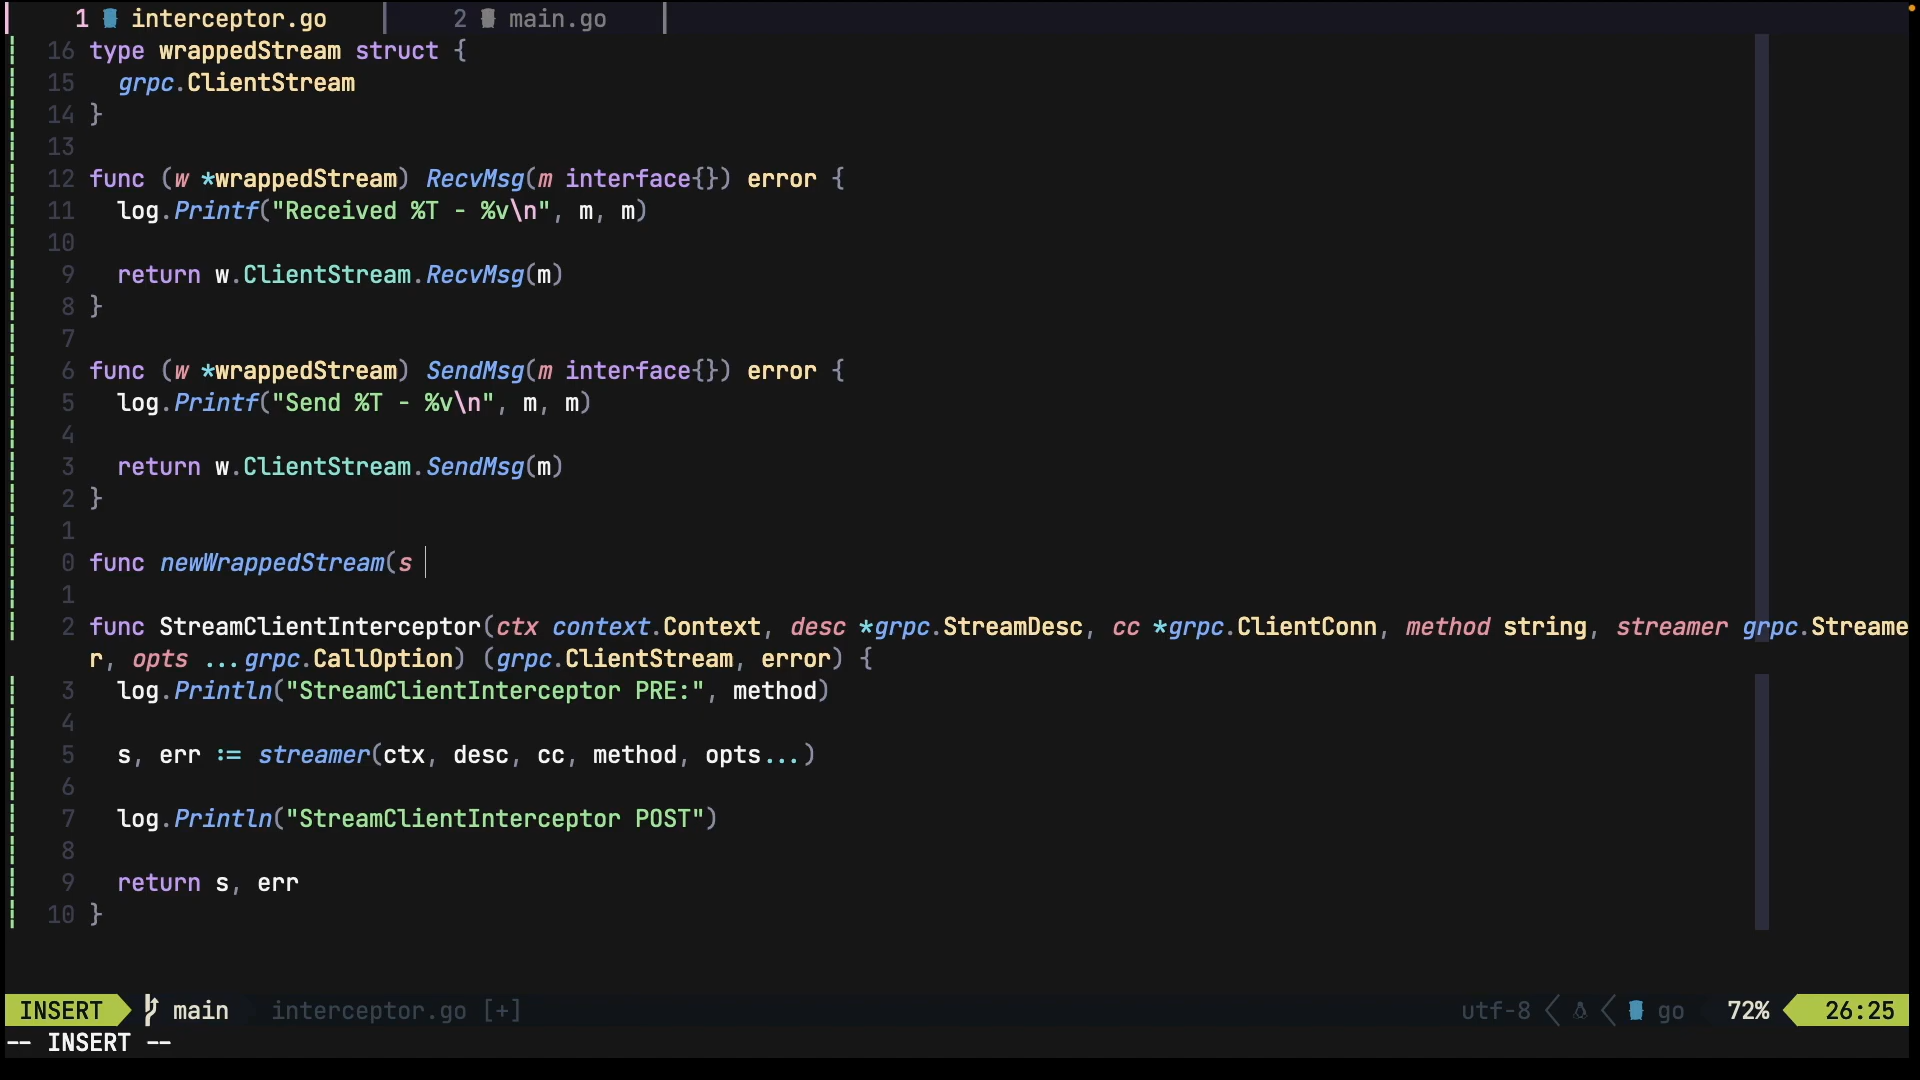 1 interceptor.go 2 main.go
16 type wrappedStream struct {
15 grpc.ClientStream
14 }
13
12 func (w *wrappedStream) RecvMsg(m interface{}) error {
11 log.Printf("Received %T - %v\n", m, m)
10
9 return w.ClientStream.RecvMsg(m)
8 }
7
6 func (w *wrappedStream) SendMsg(m interface{}) error {
5 log.Printf("Send %T - %v\n", m, m)
4
3 return w.ClientStream.SendMsg(m)
2 }
1
0 func newWrappedStream(s
1
2 func StreamClientInterceptor(ctx context.Context, desc *grpc.StreamDesc, cc *grpc.ClientConn, method string, streamer grpc.Streame
r, opts ...grpc.CallOption) (grpc.ClientStream, error) {
3 log.Println("StreamClientInterceptor PRE:", method)
4
5 s, err := streamer(ctx, desc, cc, method, opts...)
6
7 log.Println("StreamClientInterceptor POST")
8
9 return s, err
10 }
INSERT main interceptor.go [+] utf-8 go 72% 26:25
-- INSERT --